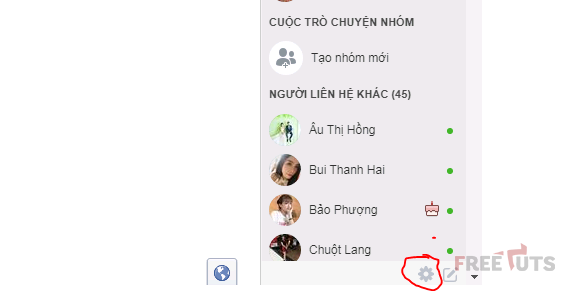 CUỘC TRÒ CHUYỆN NHÓM
Tạo nhóm mới
NGƯỜI LIÊN HỆ KHÁC (45)
Âu Thị Hồng
Bui Thanh Hai
Bảo Phượng
Chuột Lang
FREETUTS